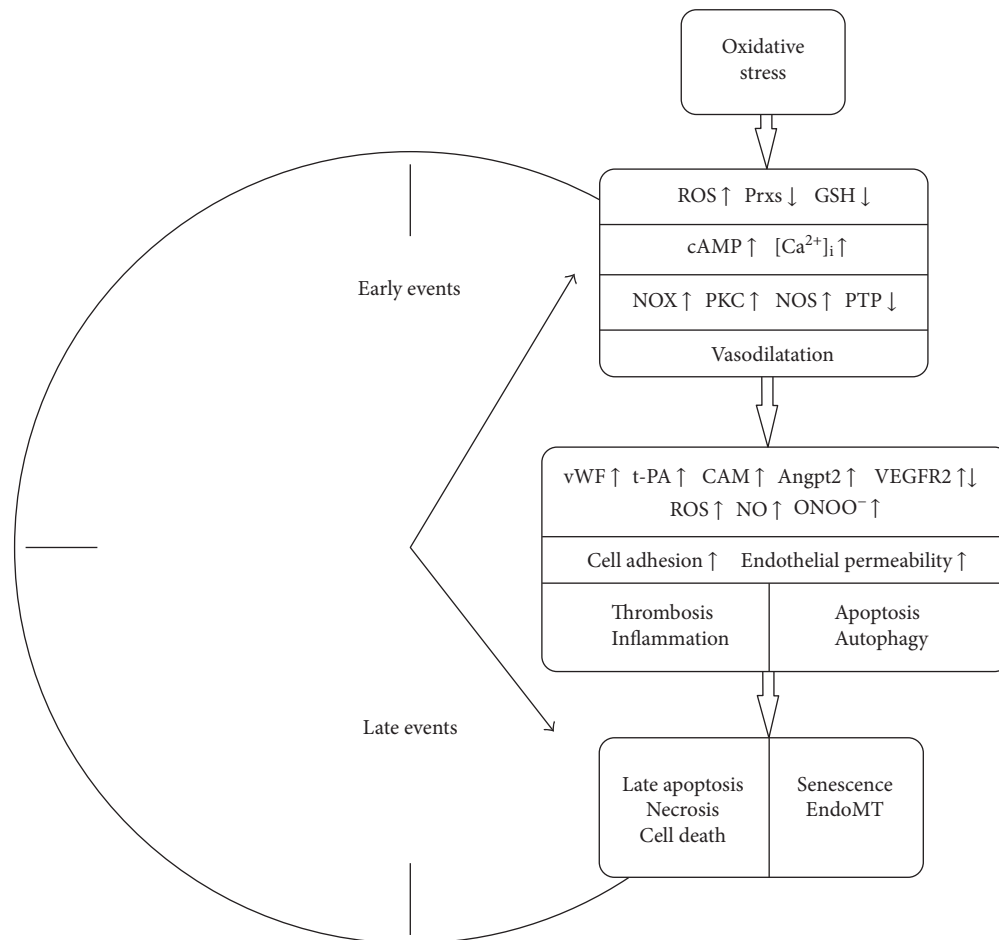 Oxidative
stress
ROS ↑ Prxs ↓ GSH ↓
cAMP ↑ [Ca²⁺]ᵢ ↑
Early events
NOX ↑ PKC ↑ NOS ↑ PTP ↓
Vasodilatation
vWF ↑ t-PA ↑ CAM ↑ Angpt2 ↑ VEGFR2 ↑↓
ROS ↑ NO ↑ ONOO⁻ ↑
Cell adhesion ↑ Endothelial permeability ↑
Thrombosis
Inflammation
Apoptosis
Autophagy
Late events
Late apoptosis
Necrosis
Cell death
Senescence
EndoMT